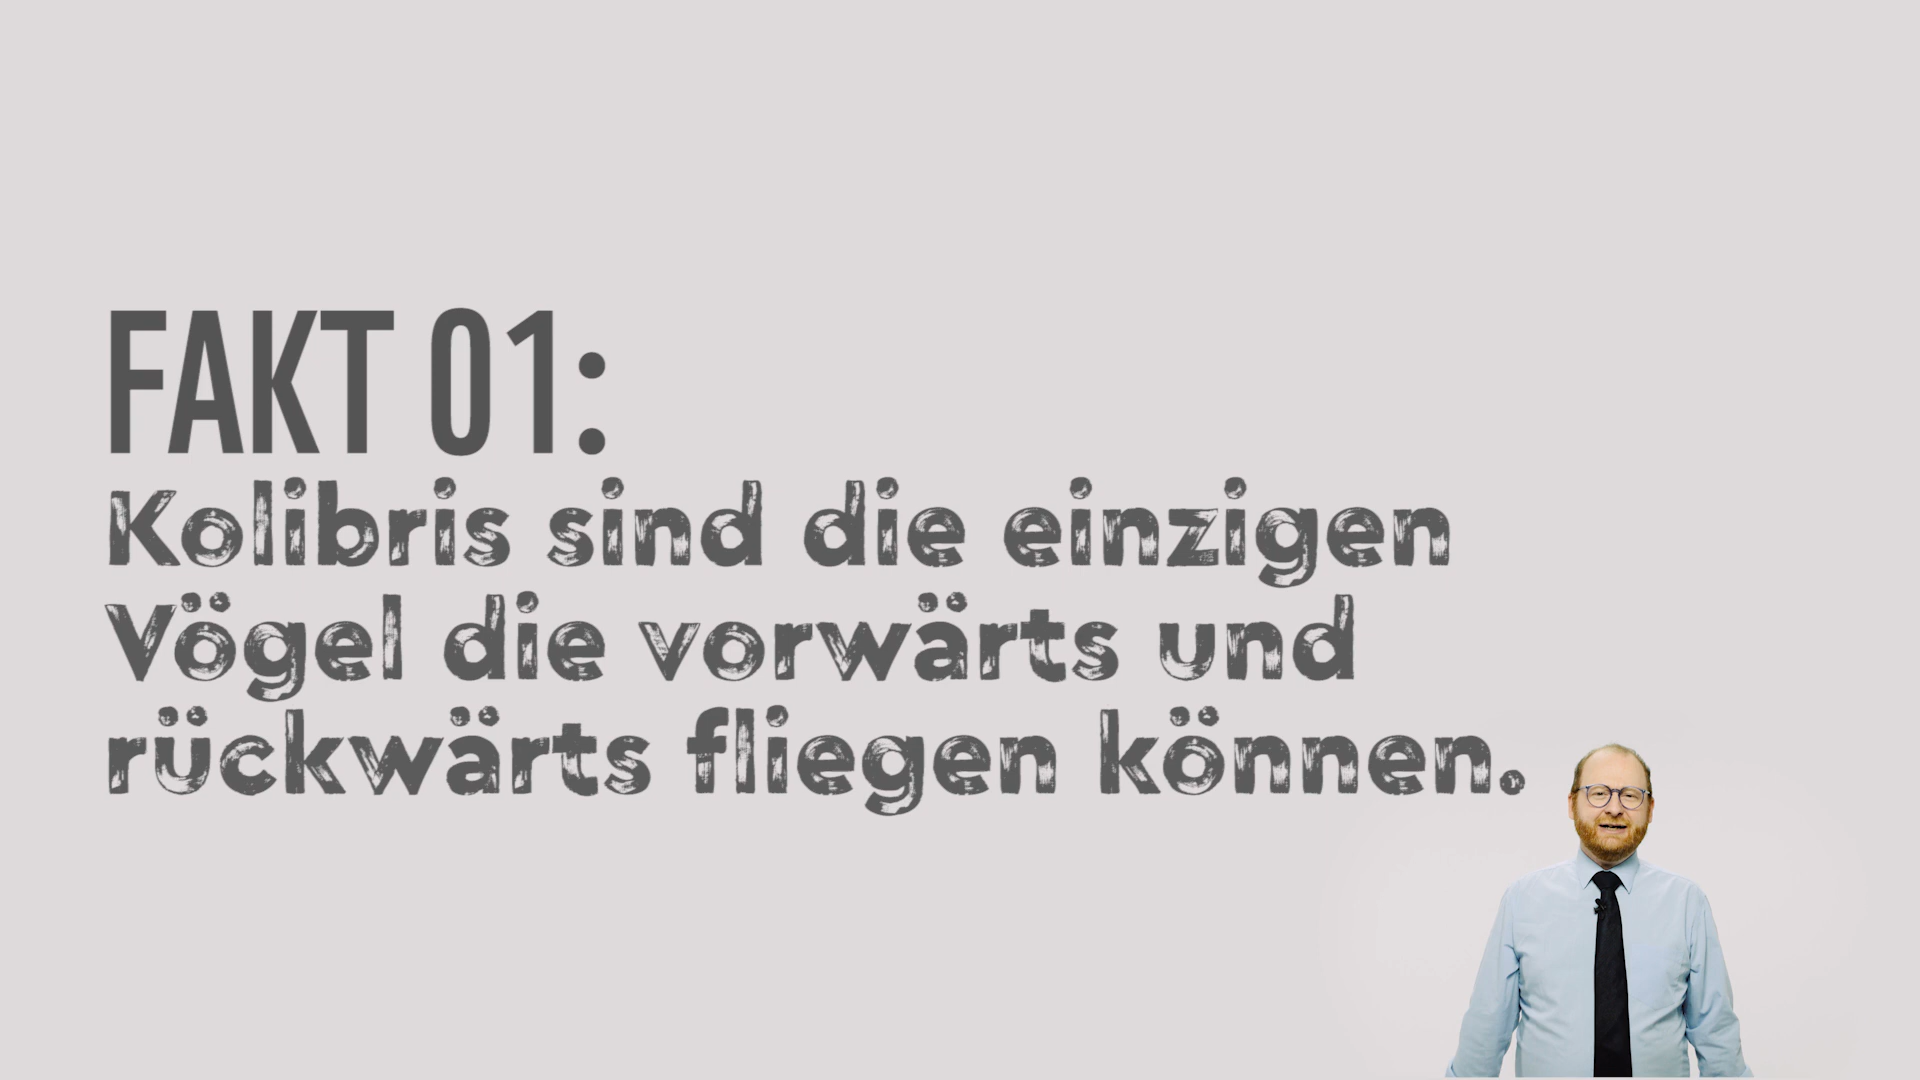 FAKT 01:
Kolibris sind die einzigen
Vögel die vorwärts und
rückwärts fliegen können.